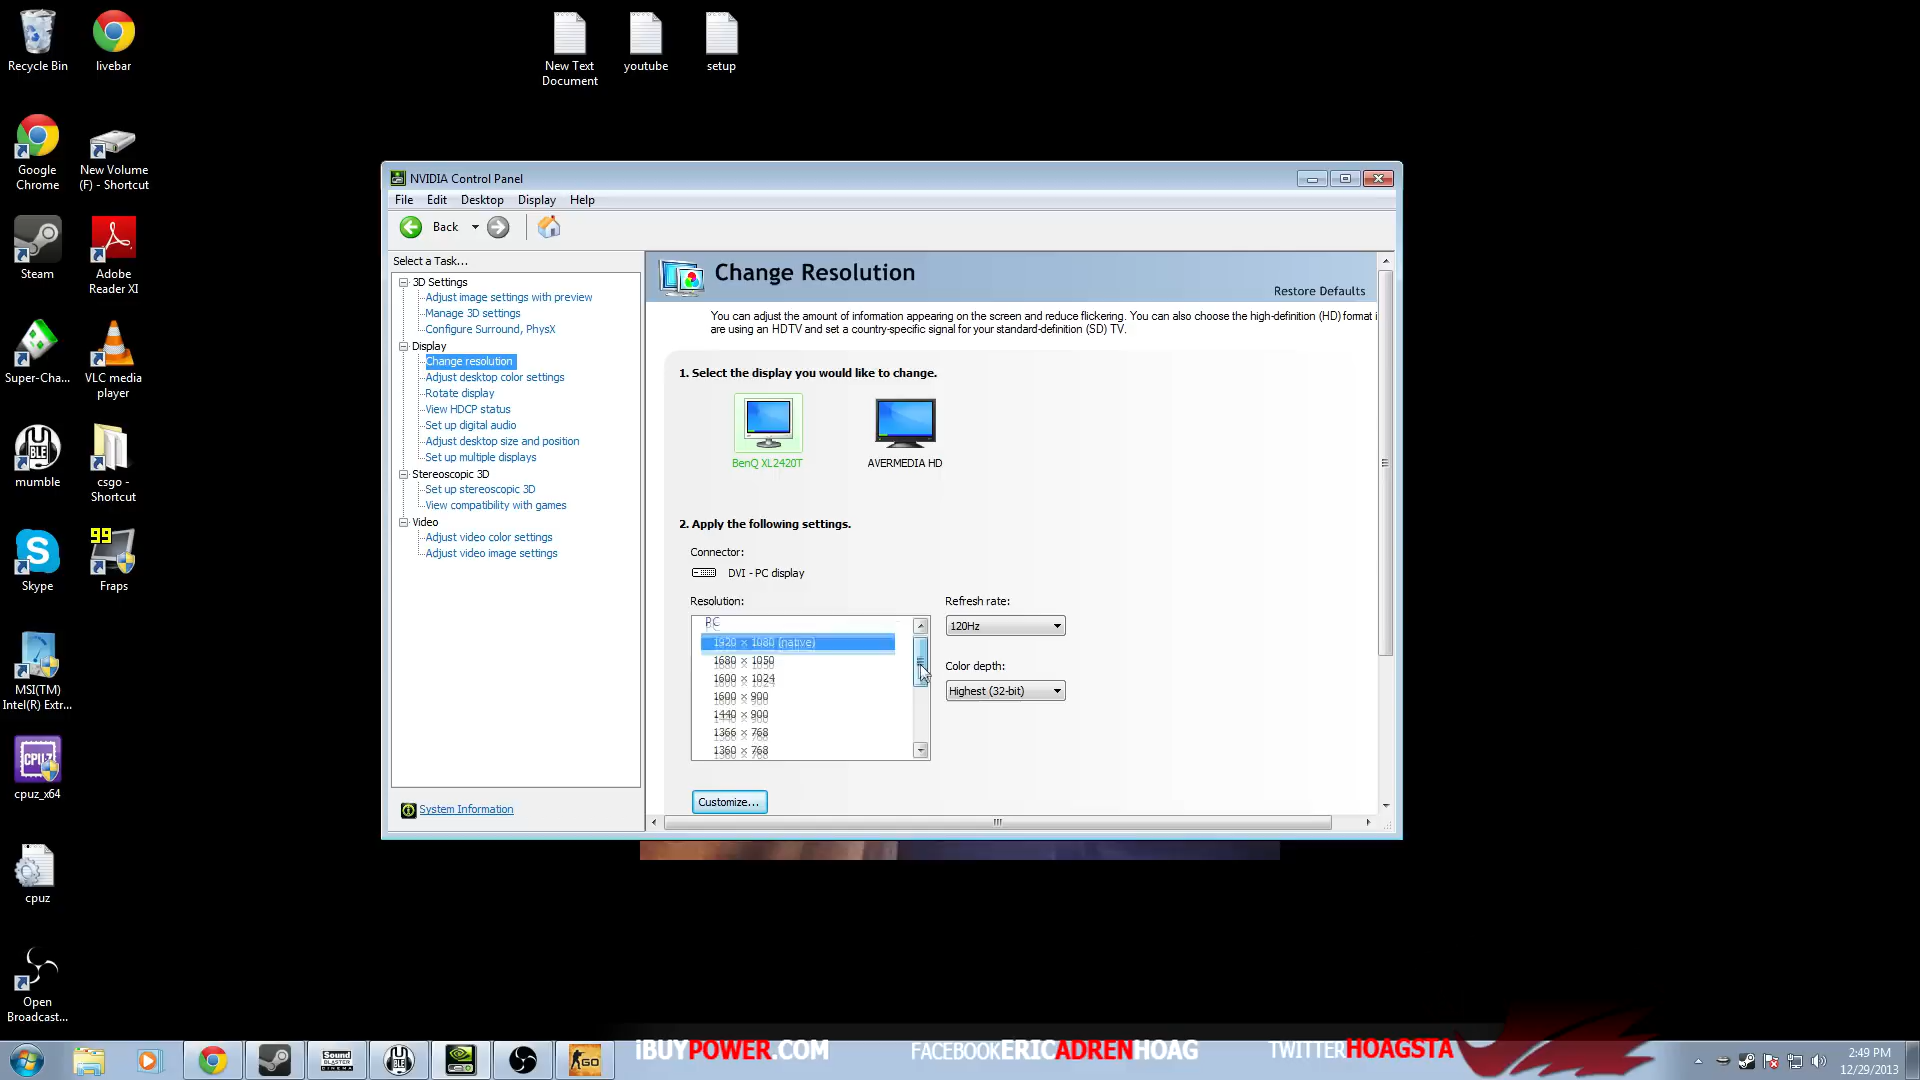 Recycle Bin
livebar
New Text
Document
youtube
setup
Google
Chrome
New Volume
(F) - Shortcut
Steam
Adobe
Reader XI
Super-Cha...
VLC media
player
mumble
csgo -
Shortcut
99
Skype
Fraps
MSI(TM)
Intel(R) Extr...
CPUZ
cpuz_x64
cpuz
Open
Broadcast...
NVIDIA Control Panel
File Edit Desktop Display Help
Back
Select a Task...
3D Settings
Adjust image settings with preview
Manage 3D settings
Configure Surround, PhysX
Display
Change resolution
Adjust desktop color settings
Rotate display
View HDCP status
Set up digital audio
Adjust desktop size and position
Set up multiple displays
Stereoscopic 3D
Set up stereoscopic 3D
View compatibility with games
Video
Adjust video color settings
Adjust video image settings
System Information
Change Resolution
Restore Defaults
You can adjust the amount of information appearing on the screen and reduce flickering. You can also choose the high-definition (HD) format i
are using an HDTV and set a country-specific signal for your standard-definition (SD) TV.
1. Select the display you would like to change.
BenQ XL2420T
AVERMEDIA HD
2. Apply the following settings.
Connector:
DVI - PC display
Resolution:
PC
1920 × 1080 (native)
1680 × 1050
1600 × 1024
1600 × 900
1440 × 900
1366 × 768
1360 × 768
Refresh rate:
120Hz
Color depth:
Highest (32-bit)
Customize...
Sound
BLASTER
CINEMA
GO
iBUYPOWER.COM
FACEBOOKERICADRENHOAG
TWITTERHOAGSTA
2:49 PM
12/29/2013